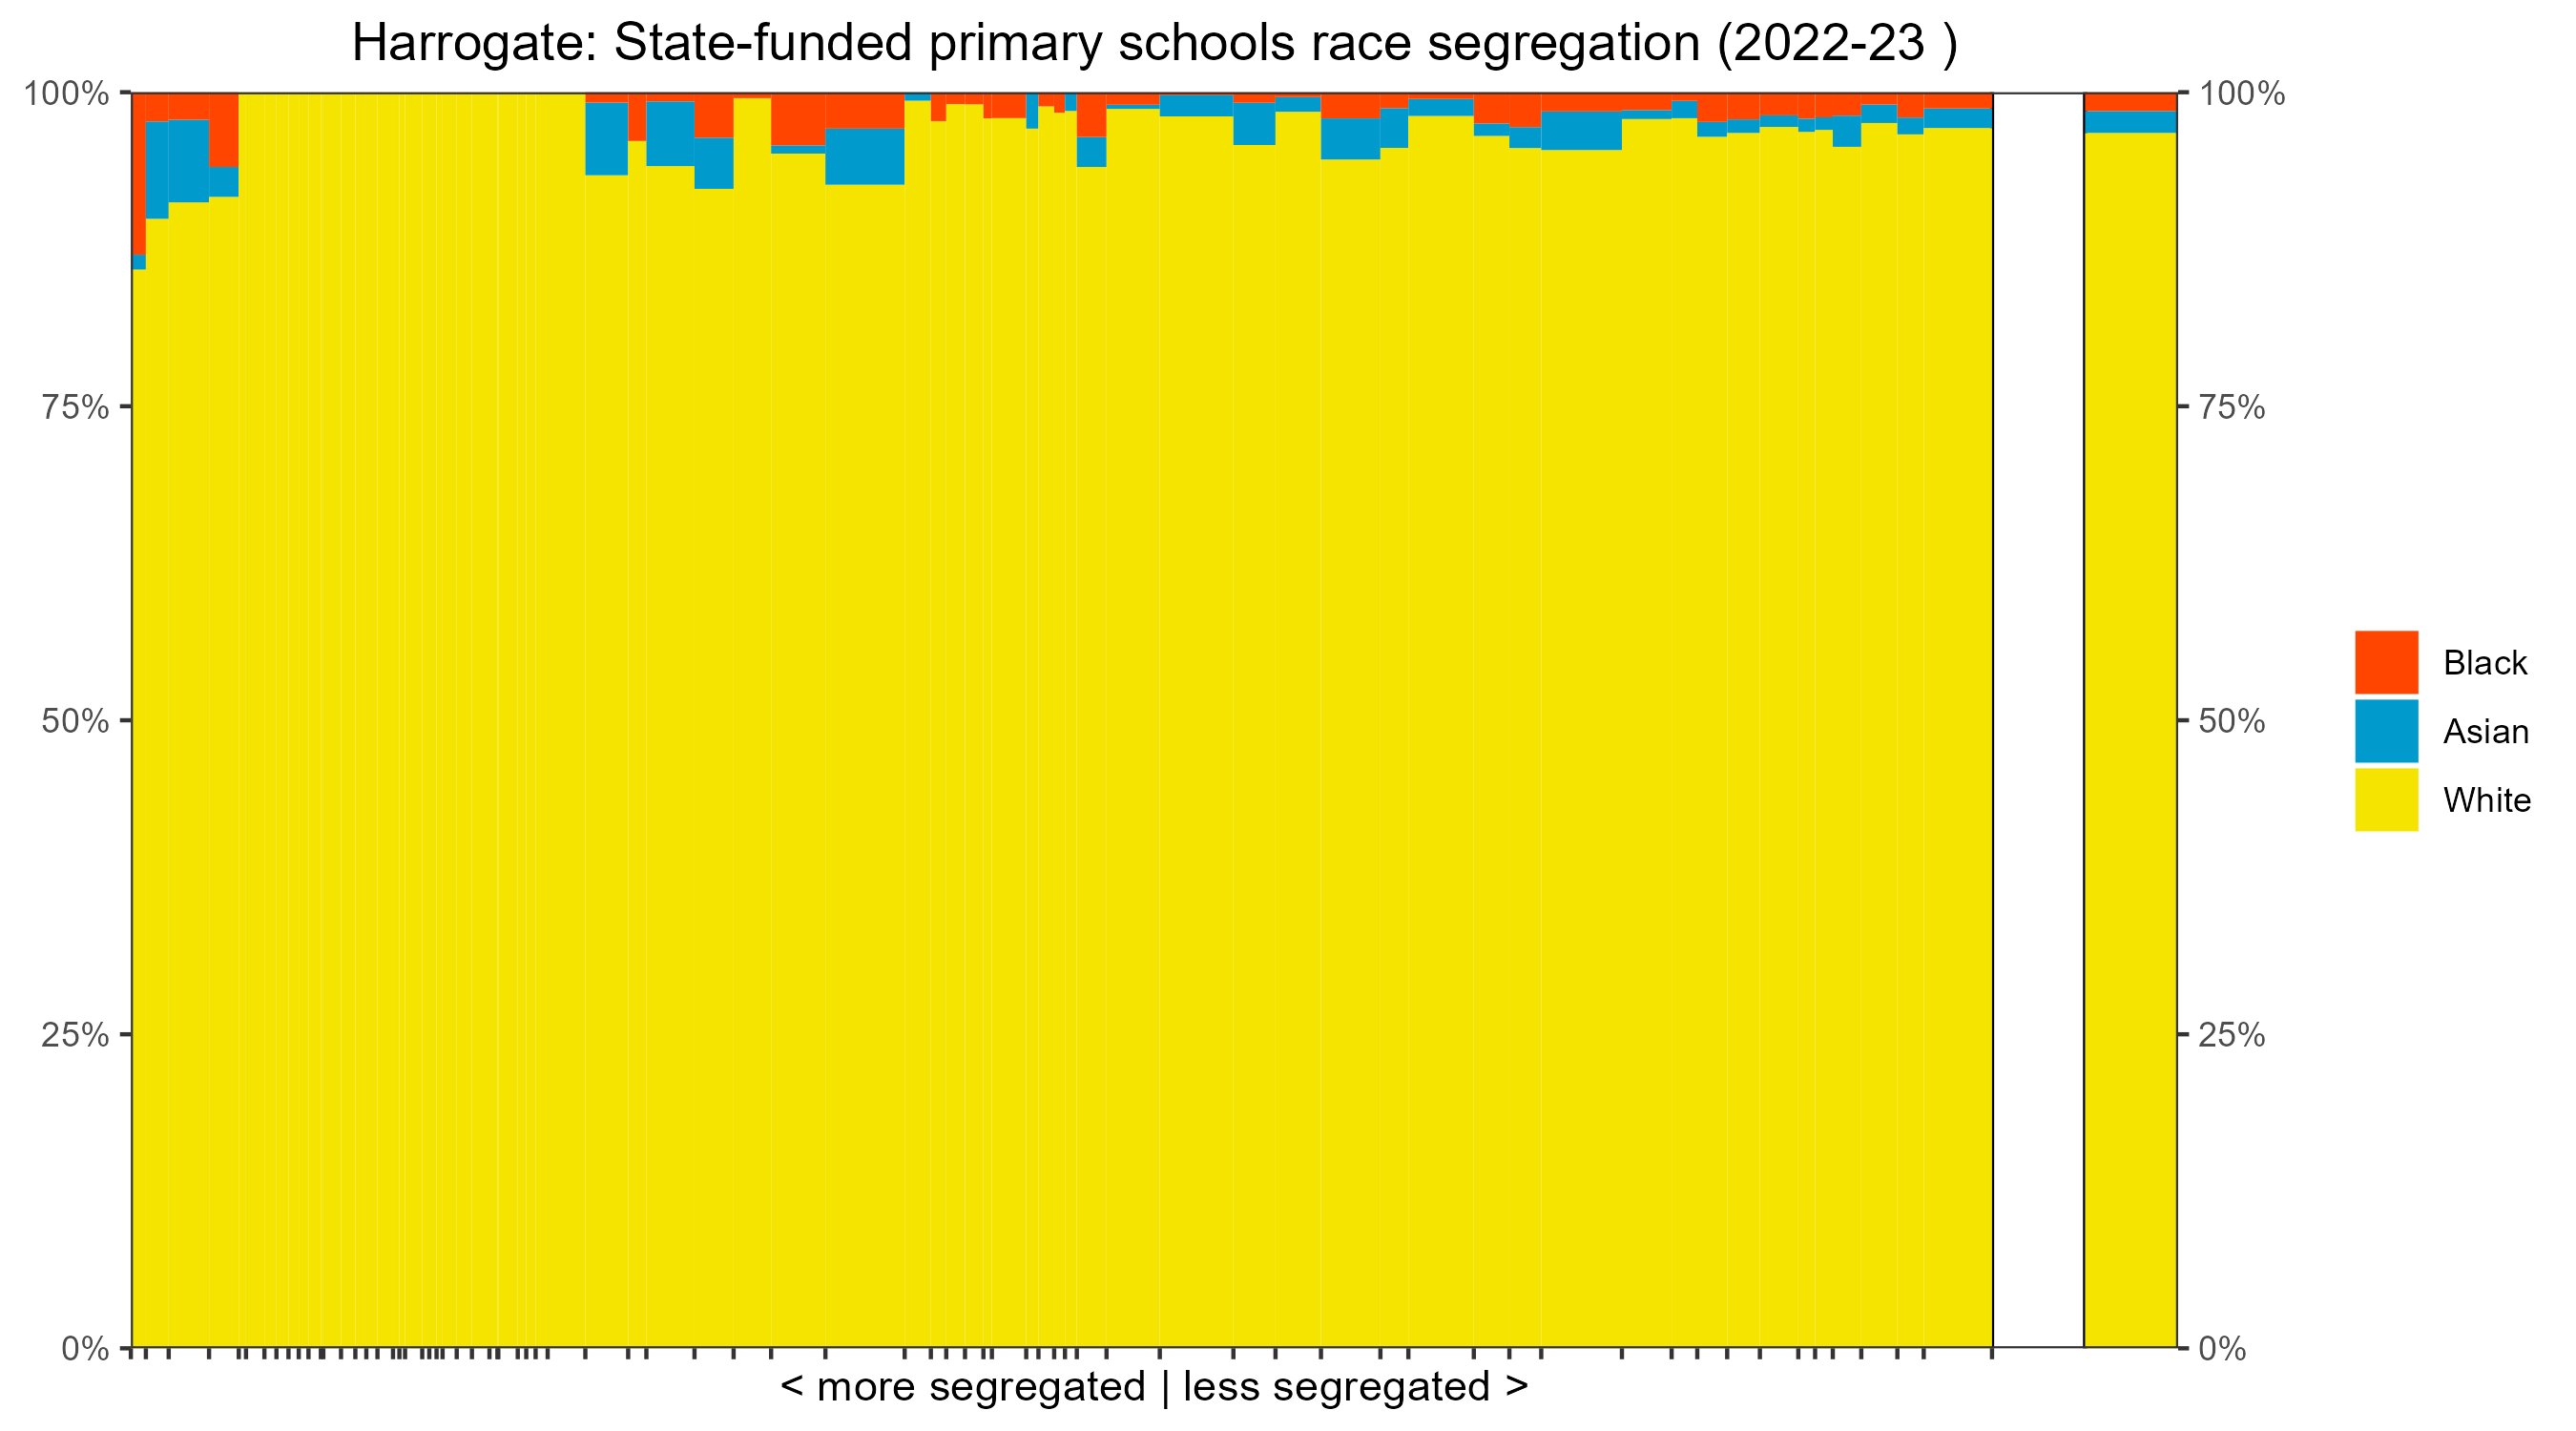 Harrogate: State-funded primary schools race segregation (2022-23 )
100%
75%
50%
25%
0%
100%
75%
50%
25%
0%
Black
Asian
White
< more segregated | less segregated >